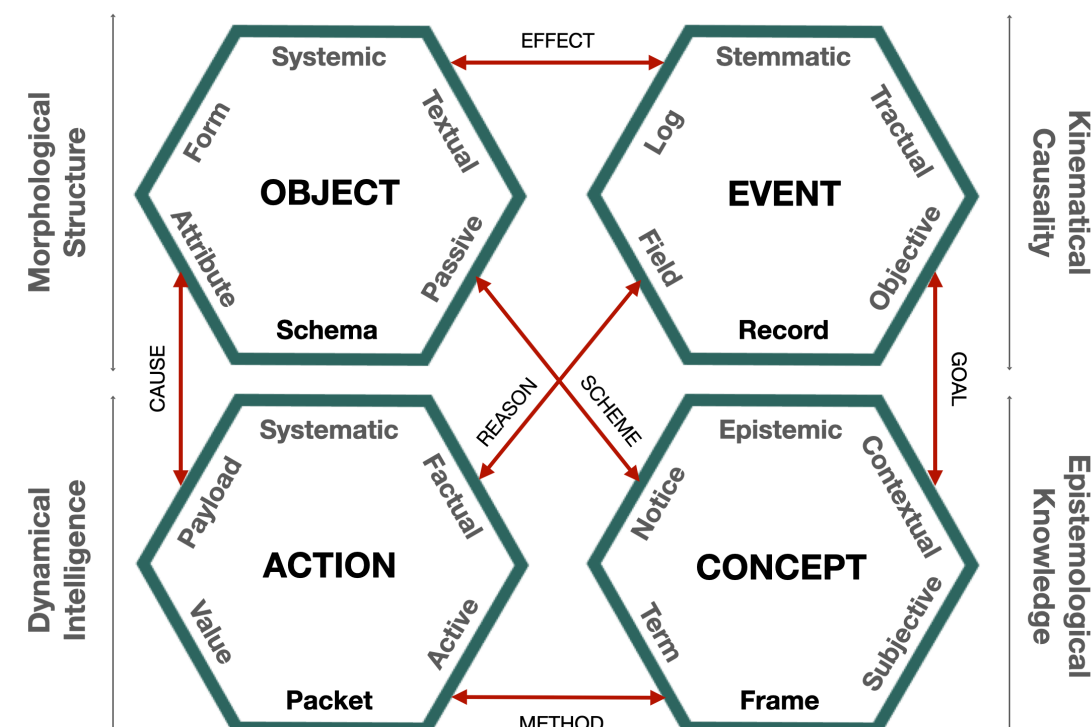 EFFECT
Morphological
Structure
Systemic
Form
Textual
OBJECT
Attribute
Passive
Schema
Stemmatic
Log
Tractual
EVENT
Field
Objective
Record
Kinematical
Causality
CAUSE
REASON
SCHEME
GOAL
Dynamical
Intelligence
Systematic
Payload
Factual
ACTION
Value
Active
Packet
Epistemic
Notice
Contextual
CONCEPT
Term
Subjective
Frame
Epistemological
Knowledge
METHOD